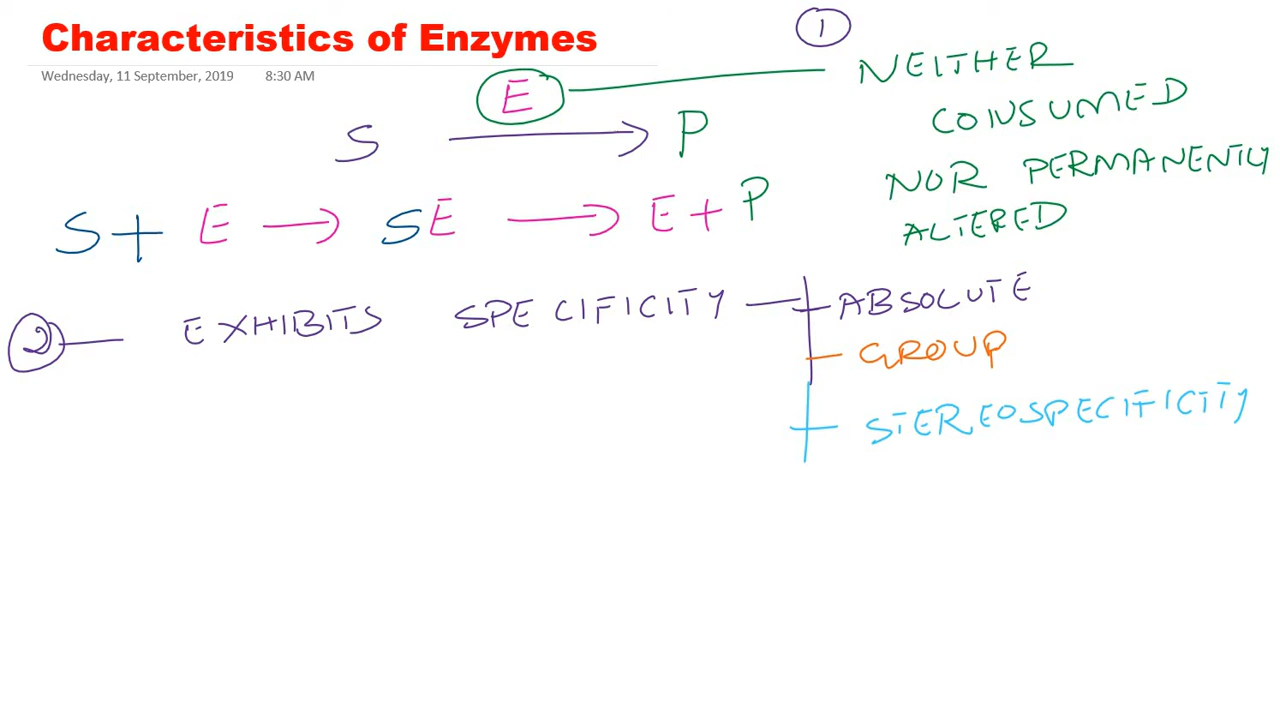 Characteristics of Enzymes
Wednesday, 11 September, 2019 8:30 AM
1
E
NEITHER
CONSUMED
S → P
NOR PERMANENTLY
ALTERED
S + E → SE → E + P
2 — EXHIBITS SPECIFICITY — ABSOLUTE
GROUP
STEREOSPECIFICITY